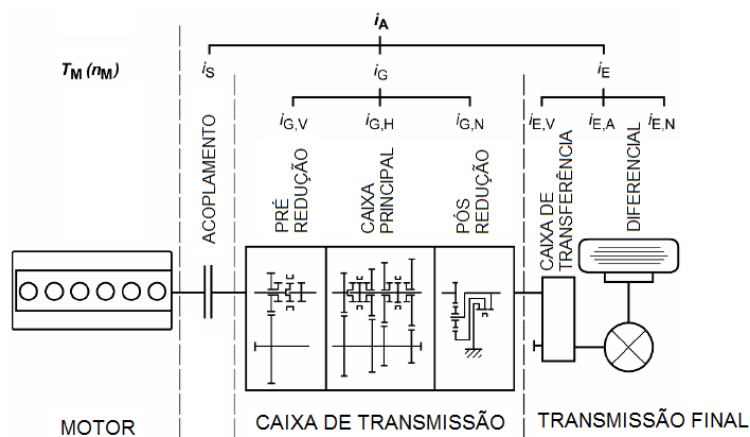 i_A
T_M (n_M)
i_S
i_G
i_E
i_G,V
i_G,H
i_G,N
i_E,V
i_E,A
i_E,N
ACOPLAMENTO
PRÉ
REDUÇÃO
CAIXA
PRINCIPAL
PÓS
REDUÇÃO
CAIXA DE
TRANSFERÊNCIA
DIFERENCIAL
MOTOR
CAIXA DE TRANSMISSÃO
TRANSMISSÃO FINAL